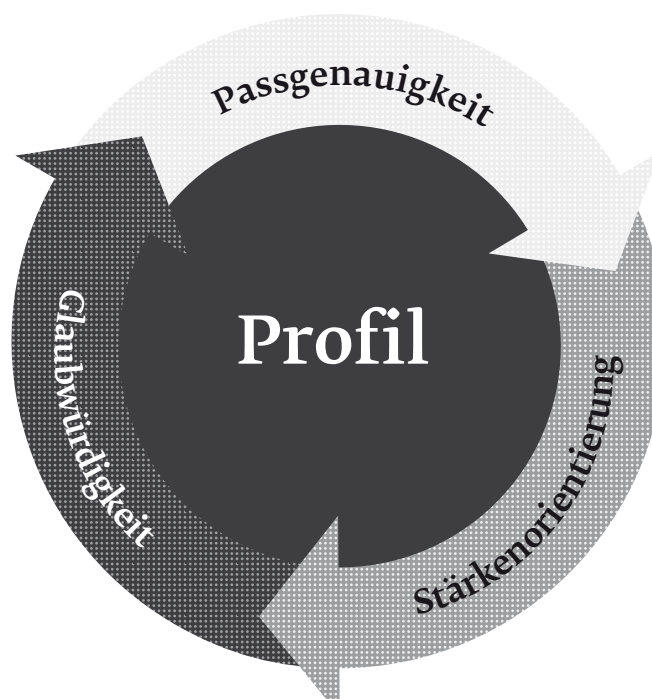 Passgenauigkeit
Profil
Glaubwürdigkeit
Stärkenorientierung